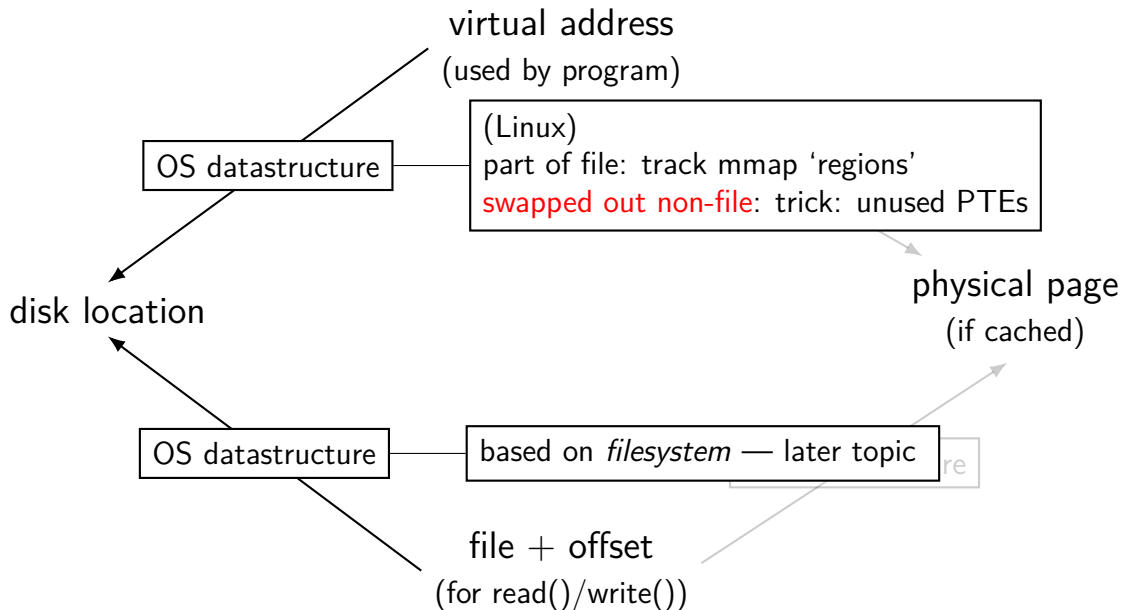 virtual address
(used by program)
(Linux)
OS datastructure
part of file: track mmap ‘regions’
swapped out non-file: trick: unused PTEs
physical page
disk location
(if cached)
OS datastructure
based on filesystem — later topic
file + offset
(for read()/write())